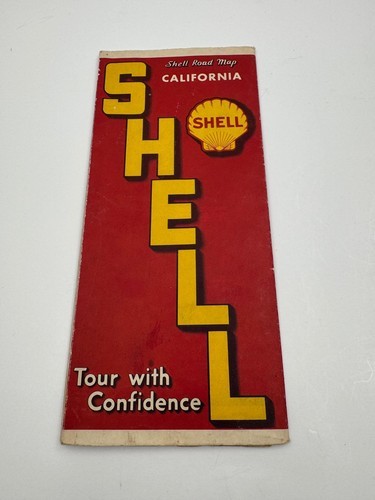 Shell Road Map
CALIFORNIA
SHELL
SHELL
Tour with
Confidence